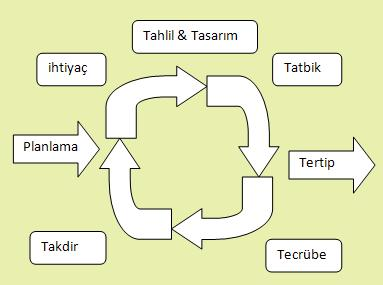 Tahlil & Tasarım
ihtiyaç
Tatbik
Planlama
Tertip
Takdir
Tecrübe